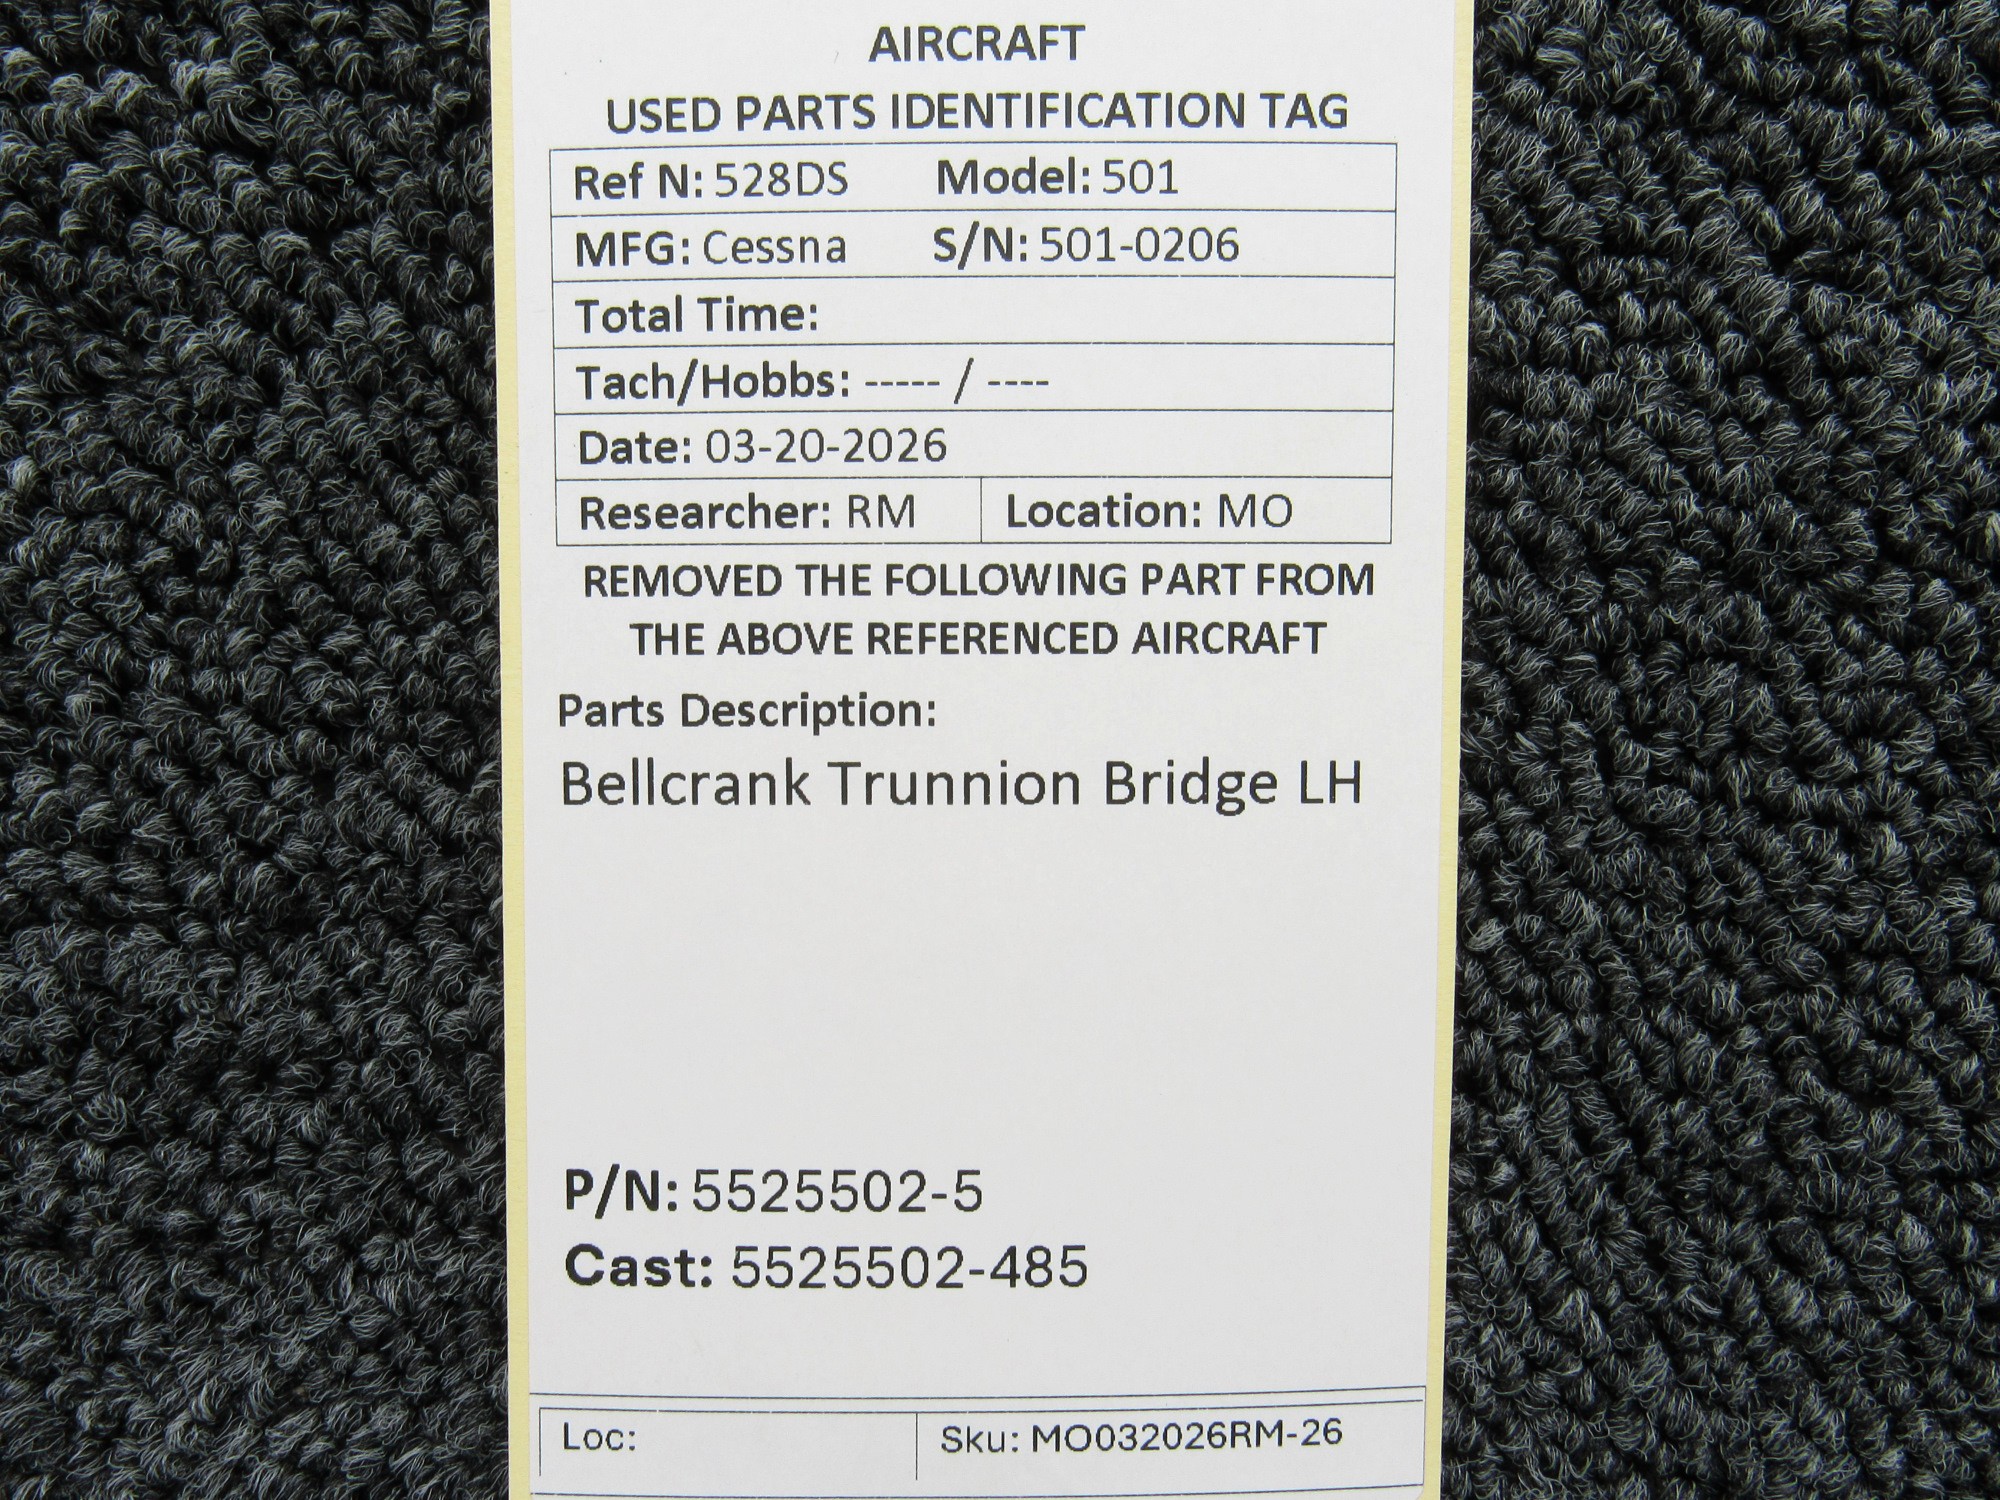 AIRCRAFT
USED PARTS IDENTIFICATION TAG
Ref N: 528DS Model: 501
MFG: Cessna S/N: 501-0206
Total Time:
Tach/Hobbs: ----- / ----
Date: 03-20-2026
Researcher: RM Location: MO
REMOVED THE FOLLOWING PART FROM
THE ABOVE REFERENCED AIRCRAFT
Parts Description:
Bellcrank Trunnion Bridge LH
P/N: 5525502-5
Cast: 5525502-485
Loc: Sku: MO032026RM-26